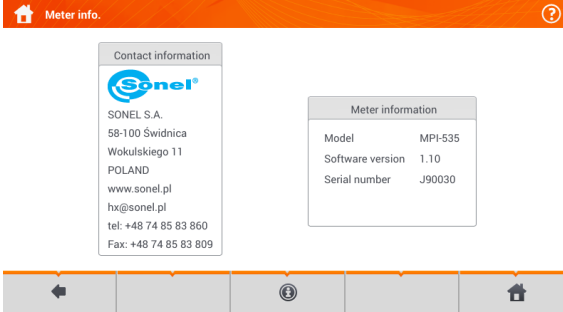 Meter info.
?
Contact information
Sonel®
SONEL S.A.
58-100 Świdnica
Wokulskiego 11
POLAND
www.sonel.pl
hx@sonel.pl
tel: +48 74 85 83 860
Fax: +48 74 85 83 809
Meter information
Model MPI-535
Software version 1.10
Serial number J90030